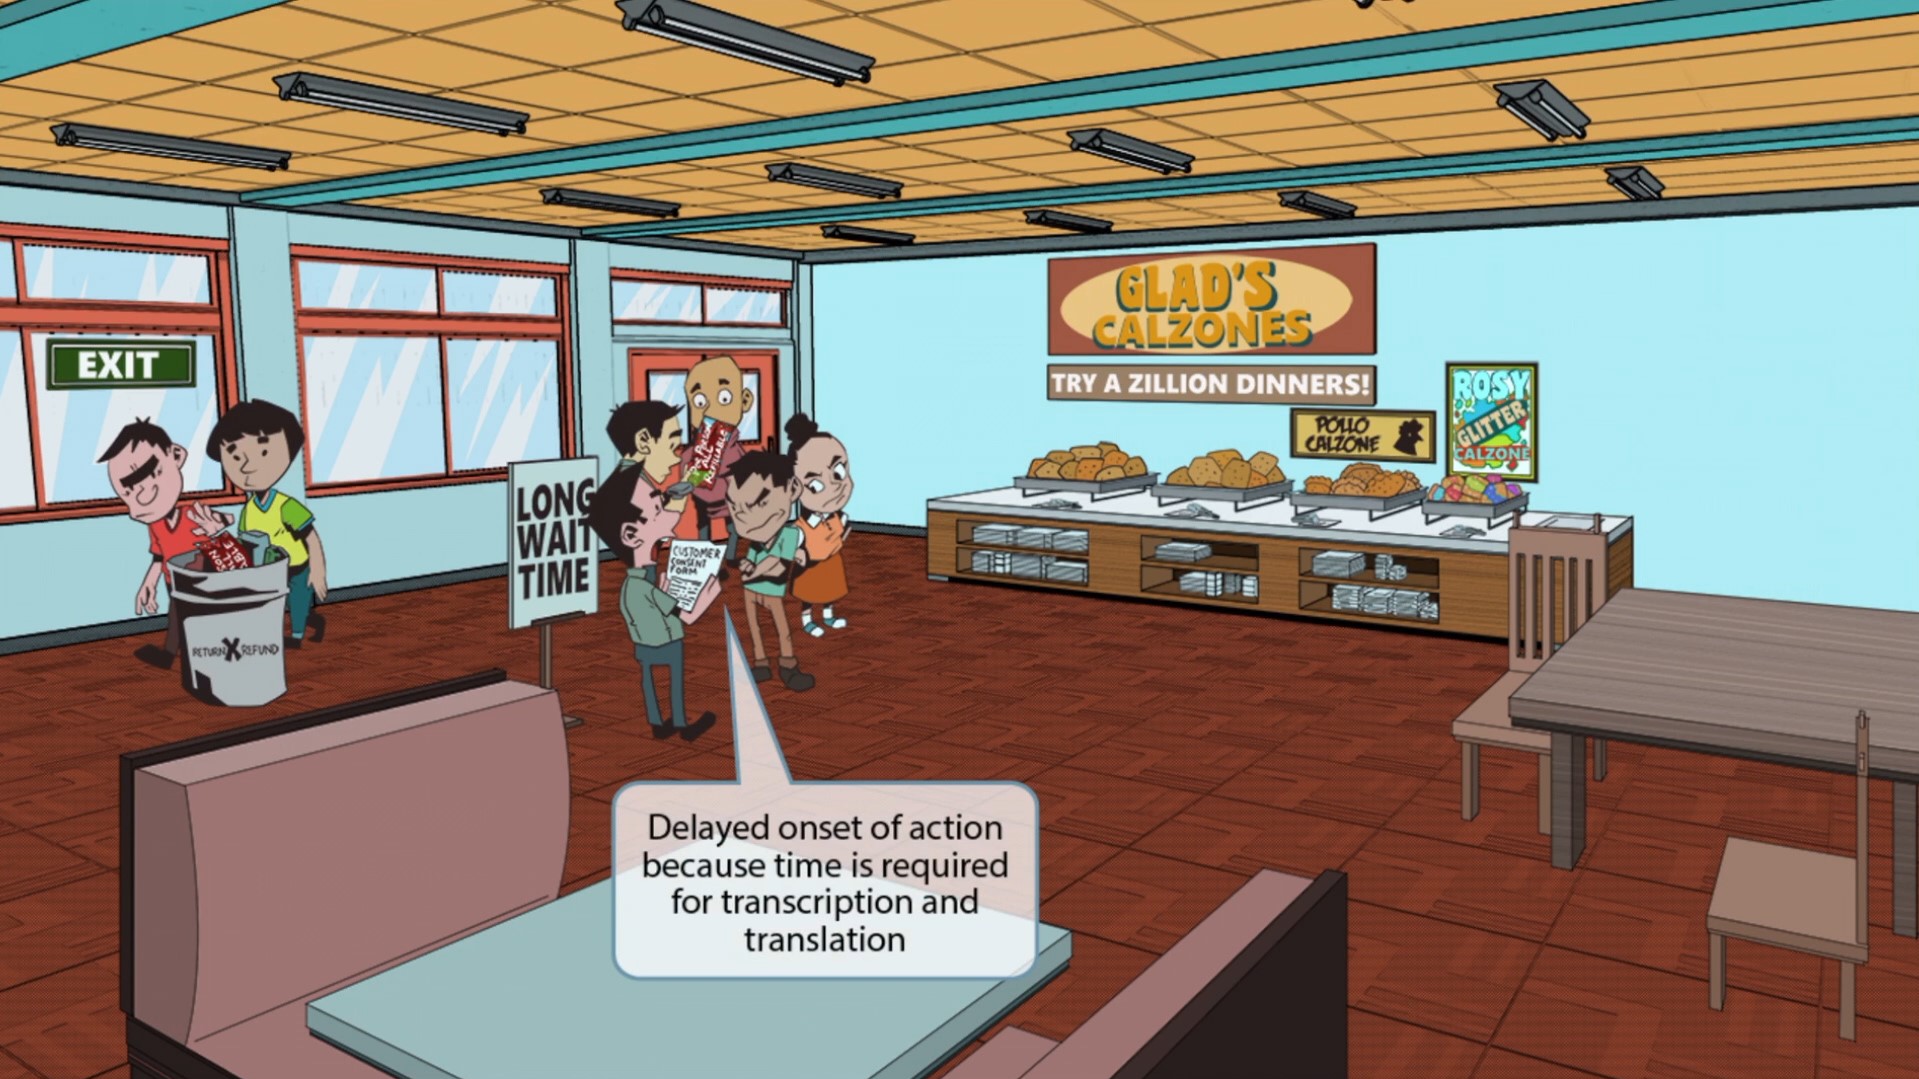 GLAD'S
CALZONES
TRY A ZILLION DINNERS!
POLLO
CALZONE
ROSY
GLITTER
CALZONE
EXIT
LONG
WAIT
TIME
CUSTOMER
CONSENT
FORM
RETURN X REFUND
Delayed onset of action
because time is required
for transcription and
translation